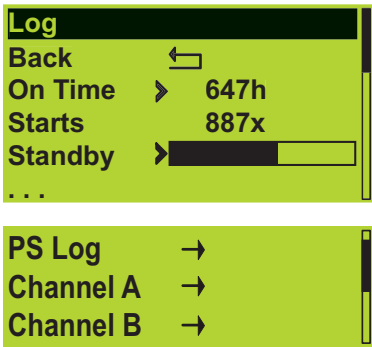 Log
Back
On Time 647h
Starts 887x
Standby
. . .
PS Log →
Channel A →
Channel B →